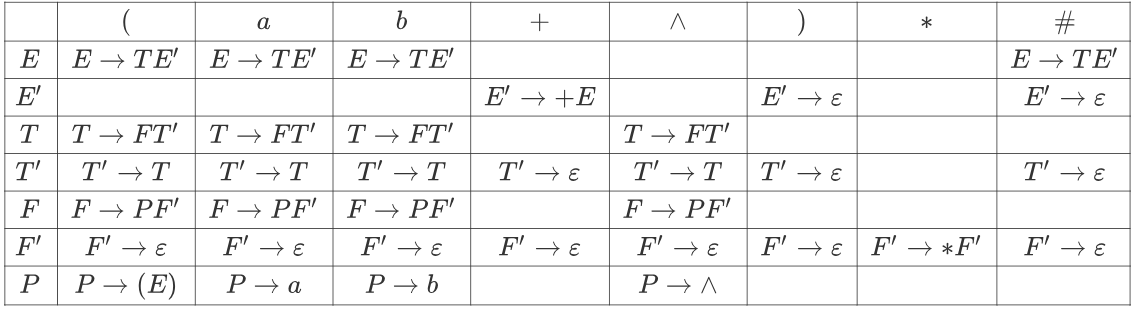 ( a b + ∧ ) * #
E E → TE′ E → TE′ E → TE′ E → TE′
E′ E′ → +E E′ → ε E′ → ε
T T → FT′ T → FT′ T → FT′ T → FT′
T′ T′ → T T′ → T T′ → T T′ → ε T′ → T T′ → ε T′ → ε
F F → PF′ F → PF′ F → PF′ F → PF′
F′ F′ → ε F′ → ε F′ → ε F′ → ε F′ → ε F′ → ε F′ → *F′ F′ → ε
P P → (E) P → a P → b P → ∧